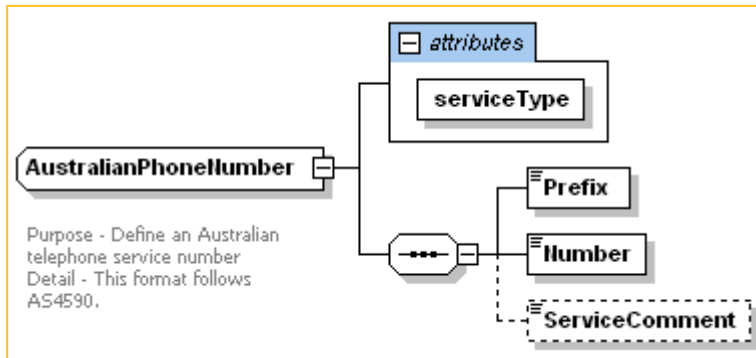 attributes
serviceType
AustralianPhoneNumber
Prefix
Purpose - Define an Australian
telephone service number
Detail - This format follows
AS4590.
Number
ServiceComment